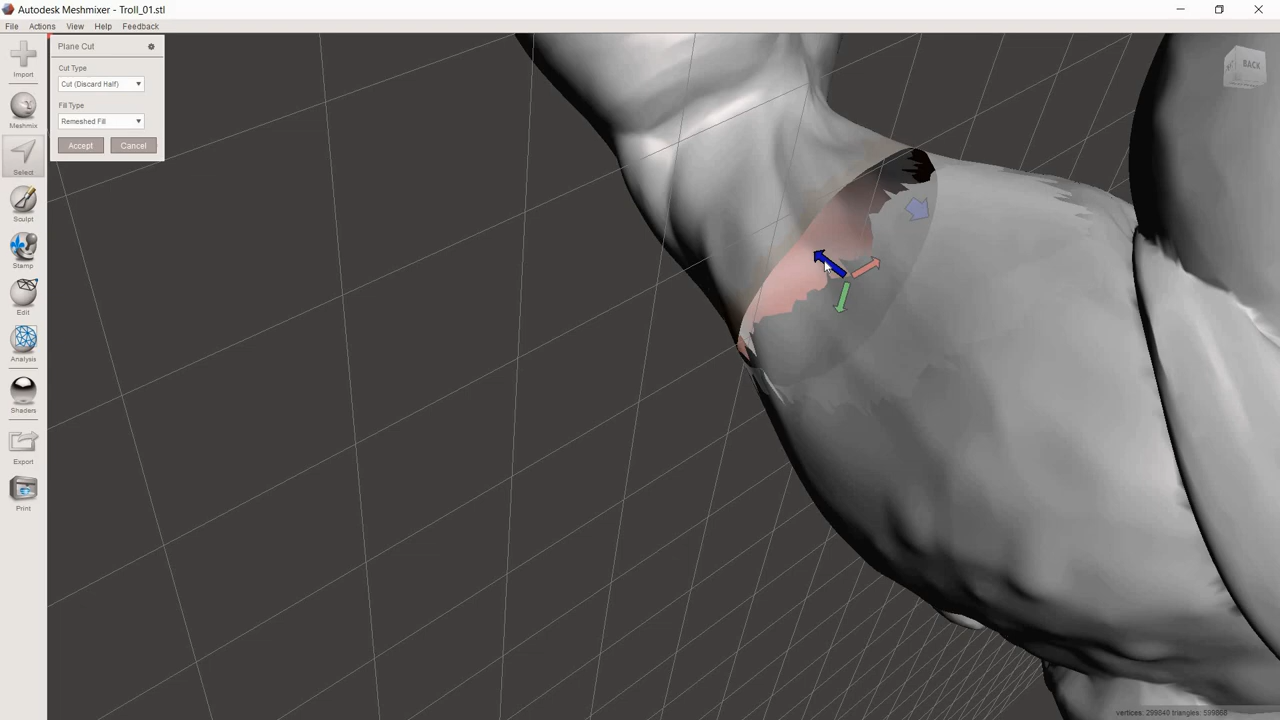 Autodesk Meshmixer - Troll_01.stl
File Actions View Help Feedback
Plane Cut
Cut Type
Cut (Discard Half)
Fill Type
Remeshed Fill
Accept Cancel
Import
Meshmix
Select
Sculpt
Stamp
Edit
Analysis
Shaders
Export
Print
BACK